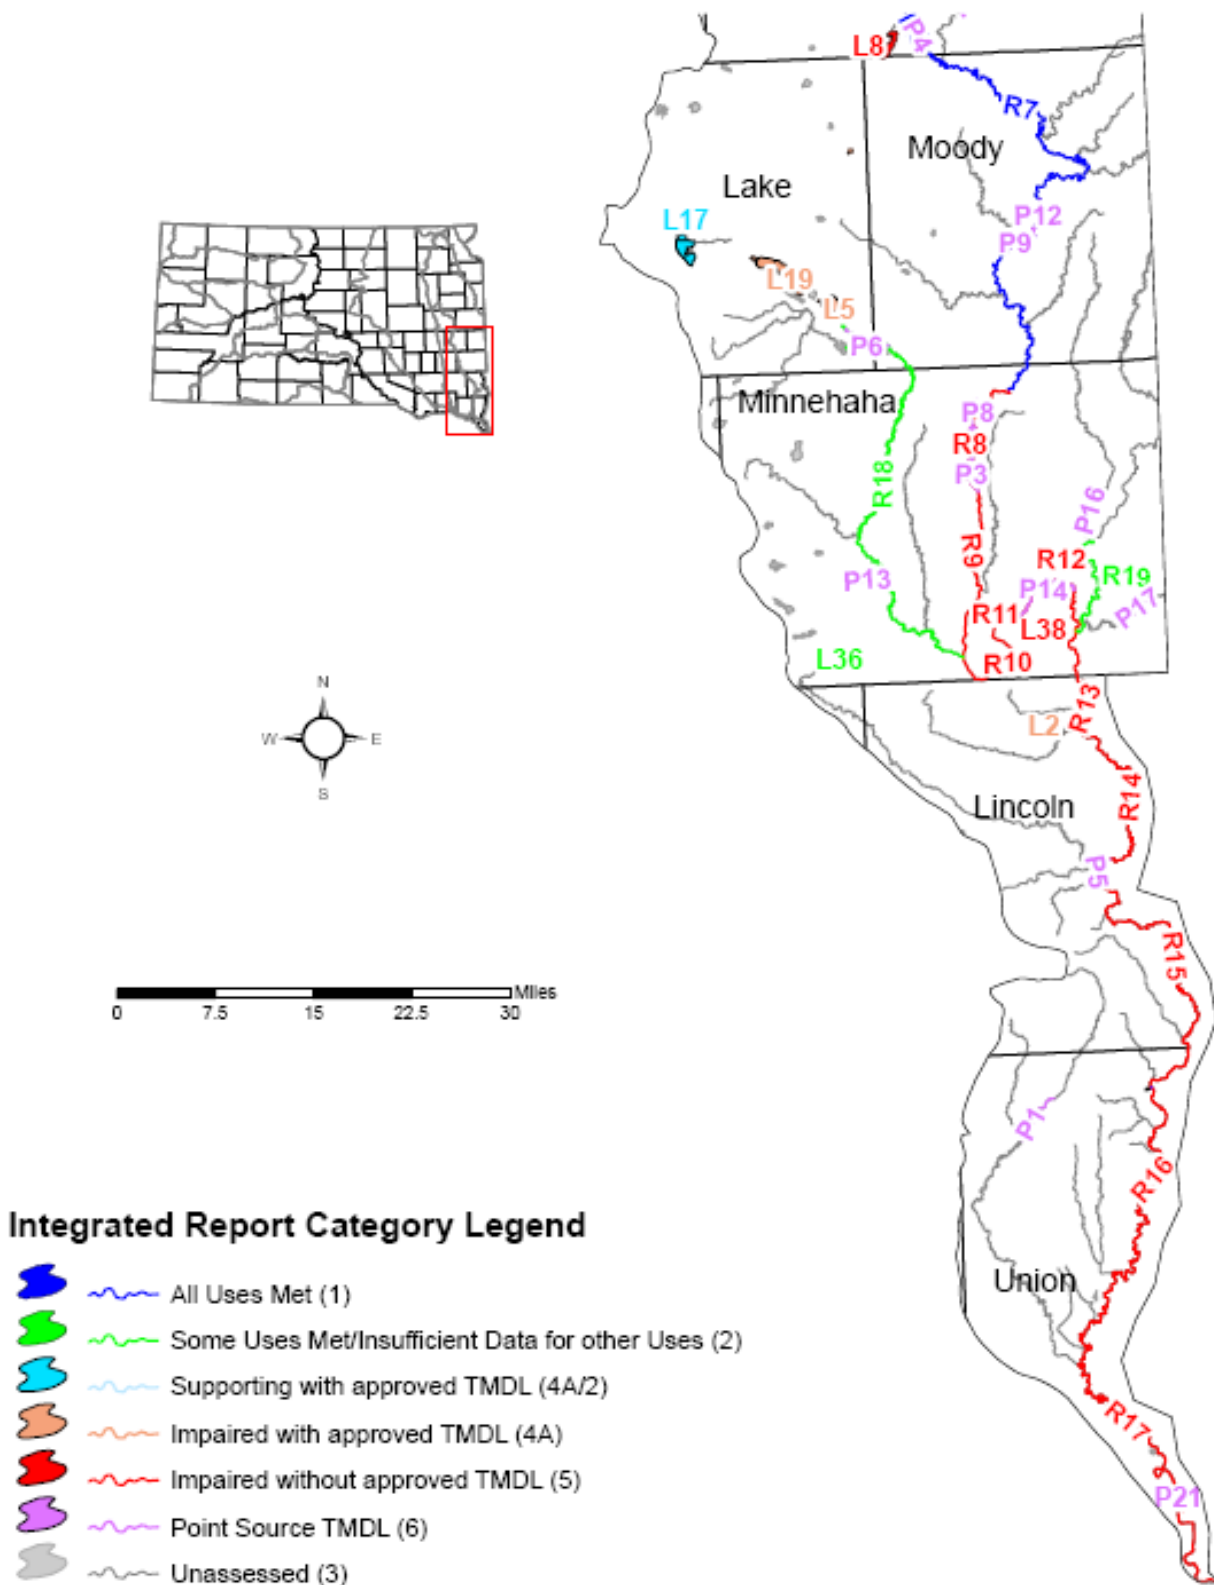 P4
L8
R7
Moody
Lake
L17
P12
P9
L19
L5
P6
Minnehaha
P8
R8
P3
R18
P16
R9
R12
P13
P14
R19
P17
R11
L38
L36
R10
R13
L2
R14
Lincoln
P5
R15
P1
R16
Union
R17
P21
N
W E
S
Miles
0 7.5 15 22.5 30
Integrated Report Category Legend
All Uses Met (1)
Some Uses Met/Insufficient Data for other Uses (2)
Supporting with approved TMDL (4A/2)
Impaired with approved TMDL (4A)
Impaired without approved TMDL (5)
Point Source TMDL (6)
Unassessed (3)